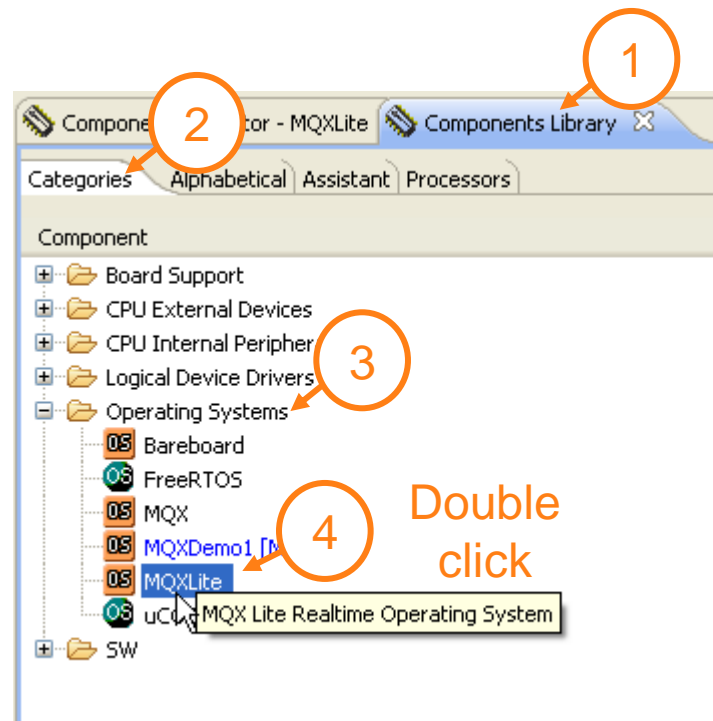 1
Compone tor - MQXLite Components Library
2
Categories Alphabetical Assistant Processors
Component
Board Support
CPU External Devices
CPU Internal Peripher
3
Logical Device Drivers
Operating Systems
OS Bareboard
OS FreeRTOS
OS MQX
4
Double
click
OS MQXDemo1 [M
OS MQXLite
OS uC
MQX Lite Realtime Operating System
SW